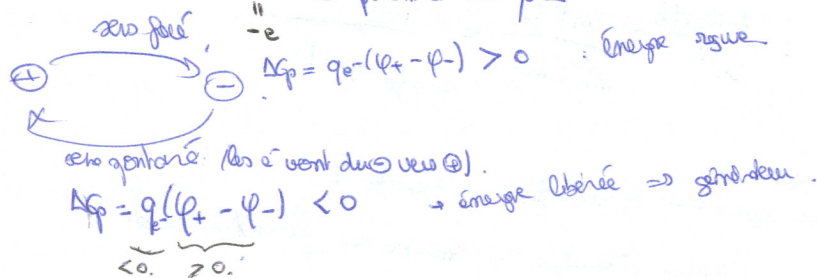 sens forcé,
"
-e
⊕ ⊖ ΔEp = qe-(φ+ - φ-) > 0 : Énergie reçue
sens spontané. (les é vont du ⊖ vers ⊕).
ΔEp = qe-(φ+ - φ-) < 0 → énergie libérée => générateur.
<0. >0.